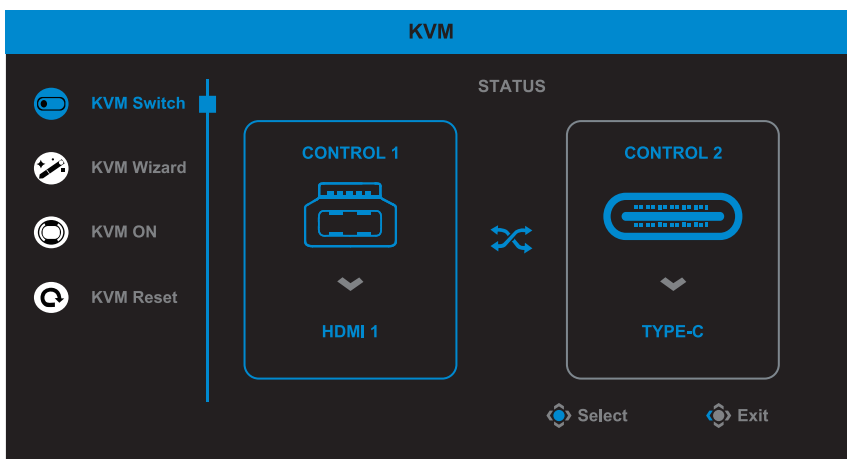 KVM
KVM Switch
KVM Wizard
KVM ON
KVM Reset
STATUS
CONTROL 1
HDMI 1
CONTROL 2
TYPE-C
Select
Exit